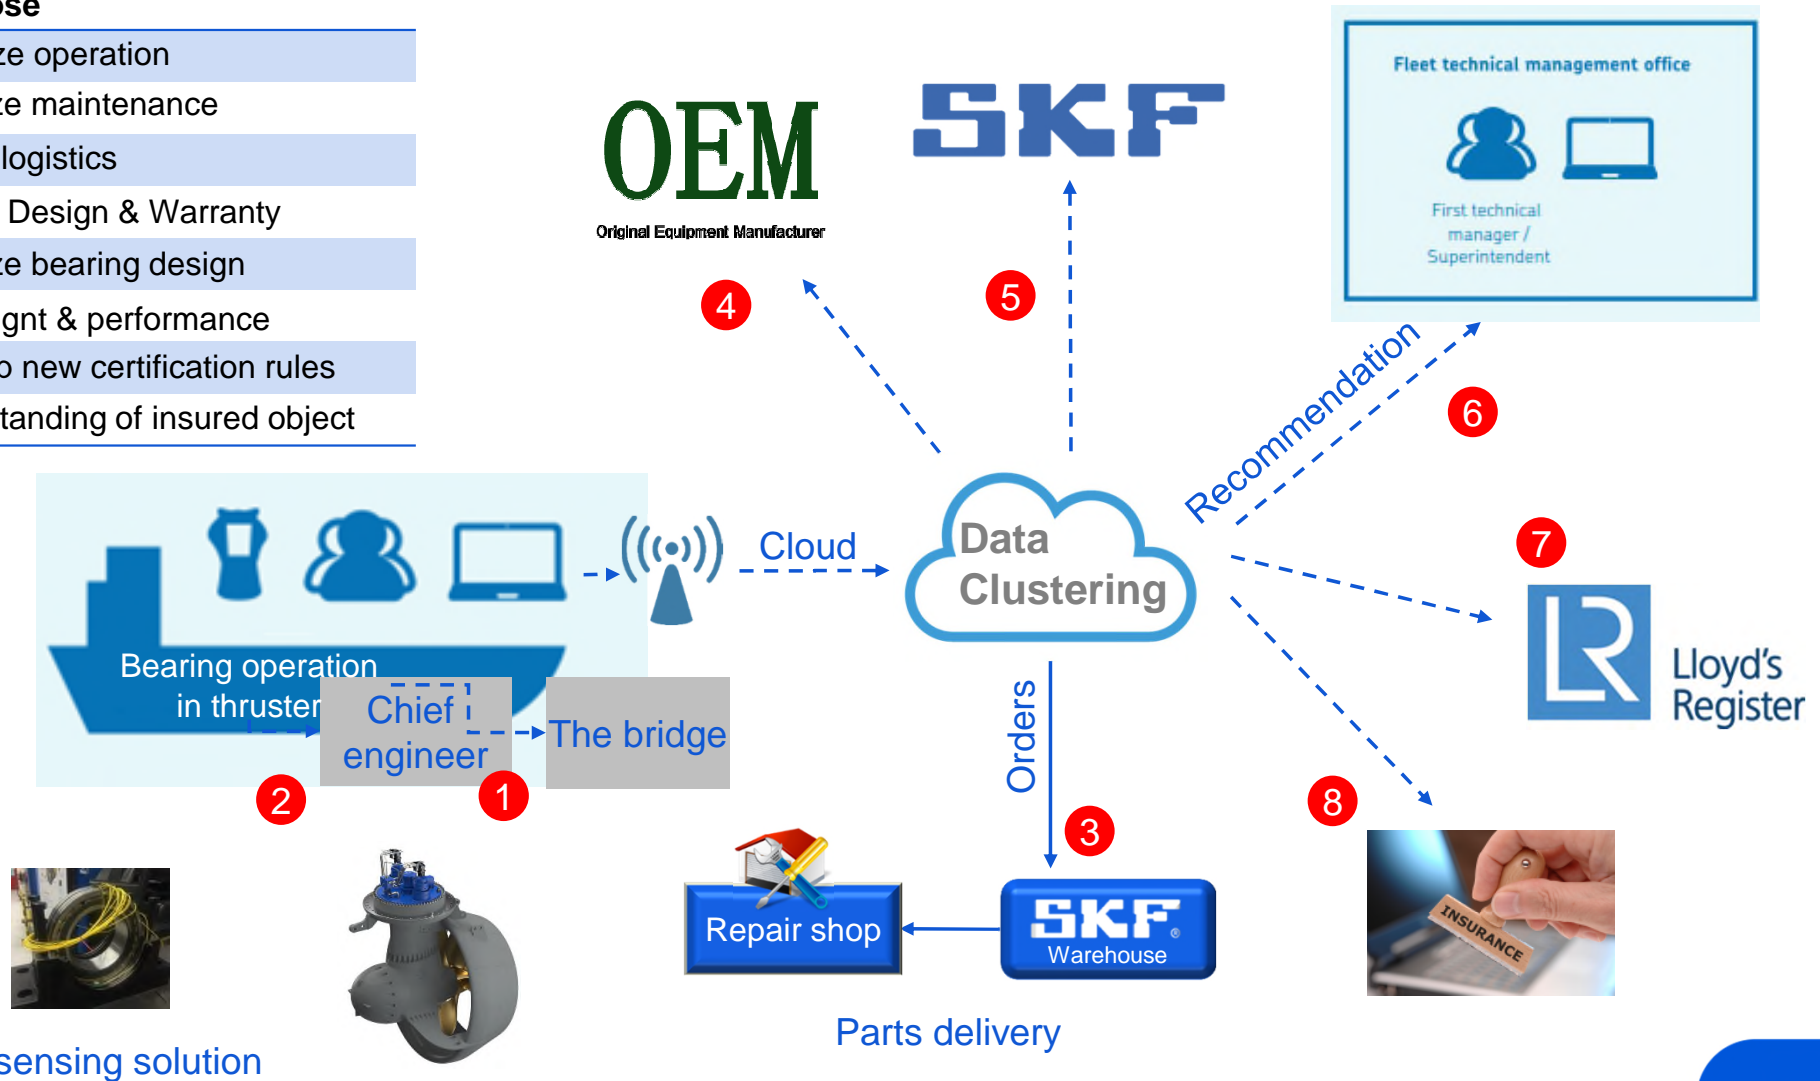 ose
ze operation
ze maintenance
logistics
Design & Warranty
ze bearing design
gnt & performance
o new certification rules
tanding of insured object
OEM
Original Equipment Manufacturer
4
SKF
5
Fleet technical management office
First technical
manager /
Superintendent
Recommendation
6
Cloud
Data
Clustering
7
LR
Lloyd's
Register
Bearing operation
in thruster
Chief
engineer
The bridge
2
1
Orders
3
8
Repair shop
SKF®
Warehouse
INSURANCE
Parts delivery
sensing solution